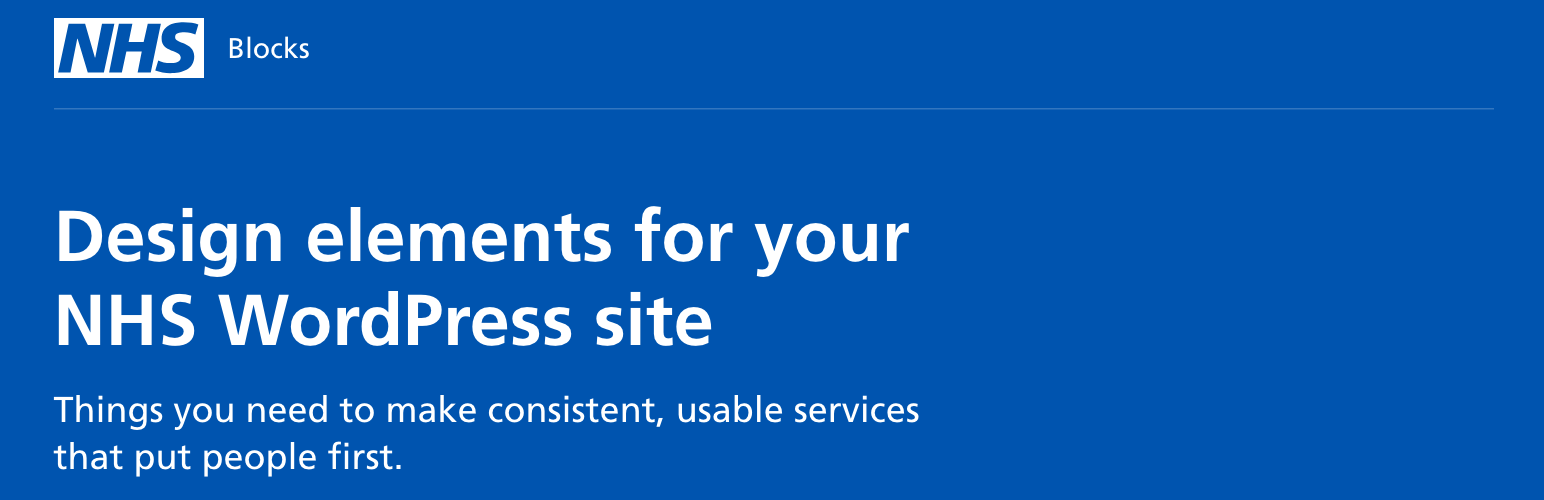 NHS Blocks
Design elements for your
NHS WordPress site
Things you need to make consistent, usable services
that put people first.